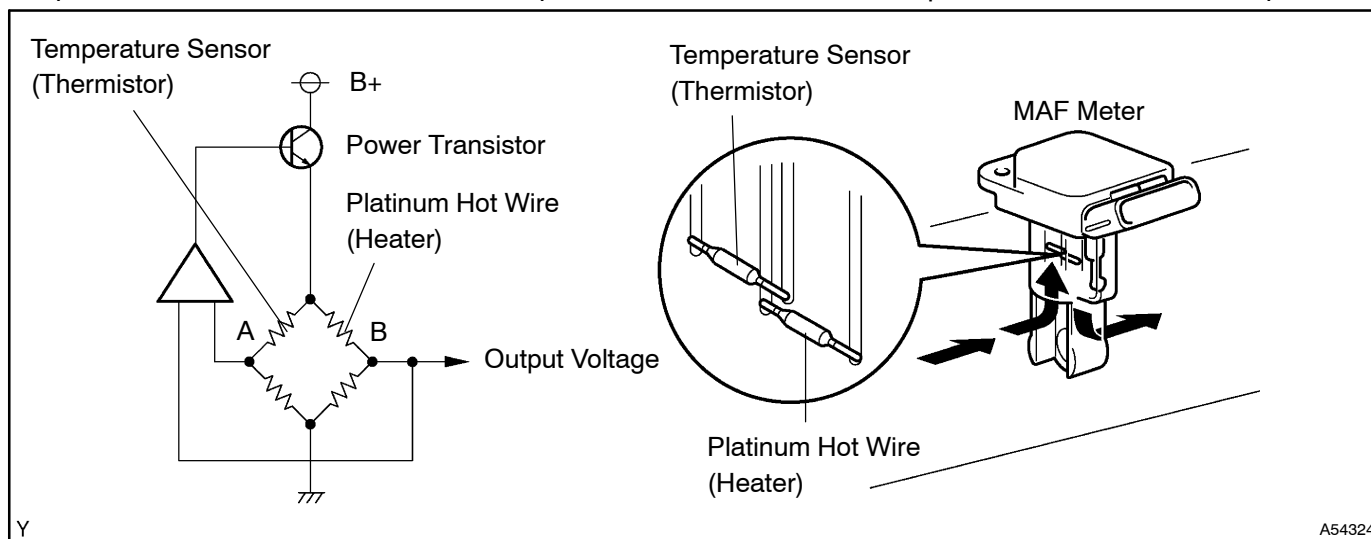 Temperature Sensor
(Thermistor)
B+
Power Transistor
Platinum Hot Wire
(Heater)
A
B
Output Voltage
Temperature Sensor
(Thermistor)
MAF Meter
Platinum Hot Wire
(Heater)
Y
A54324